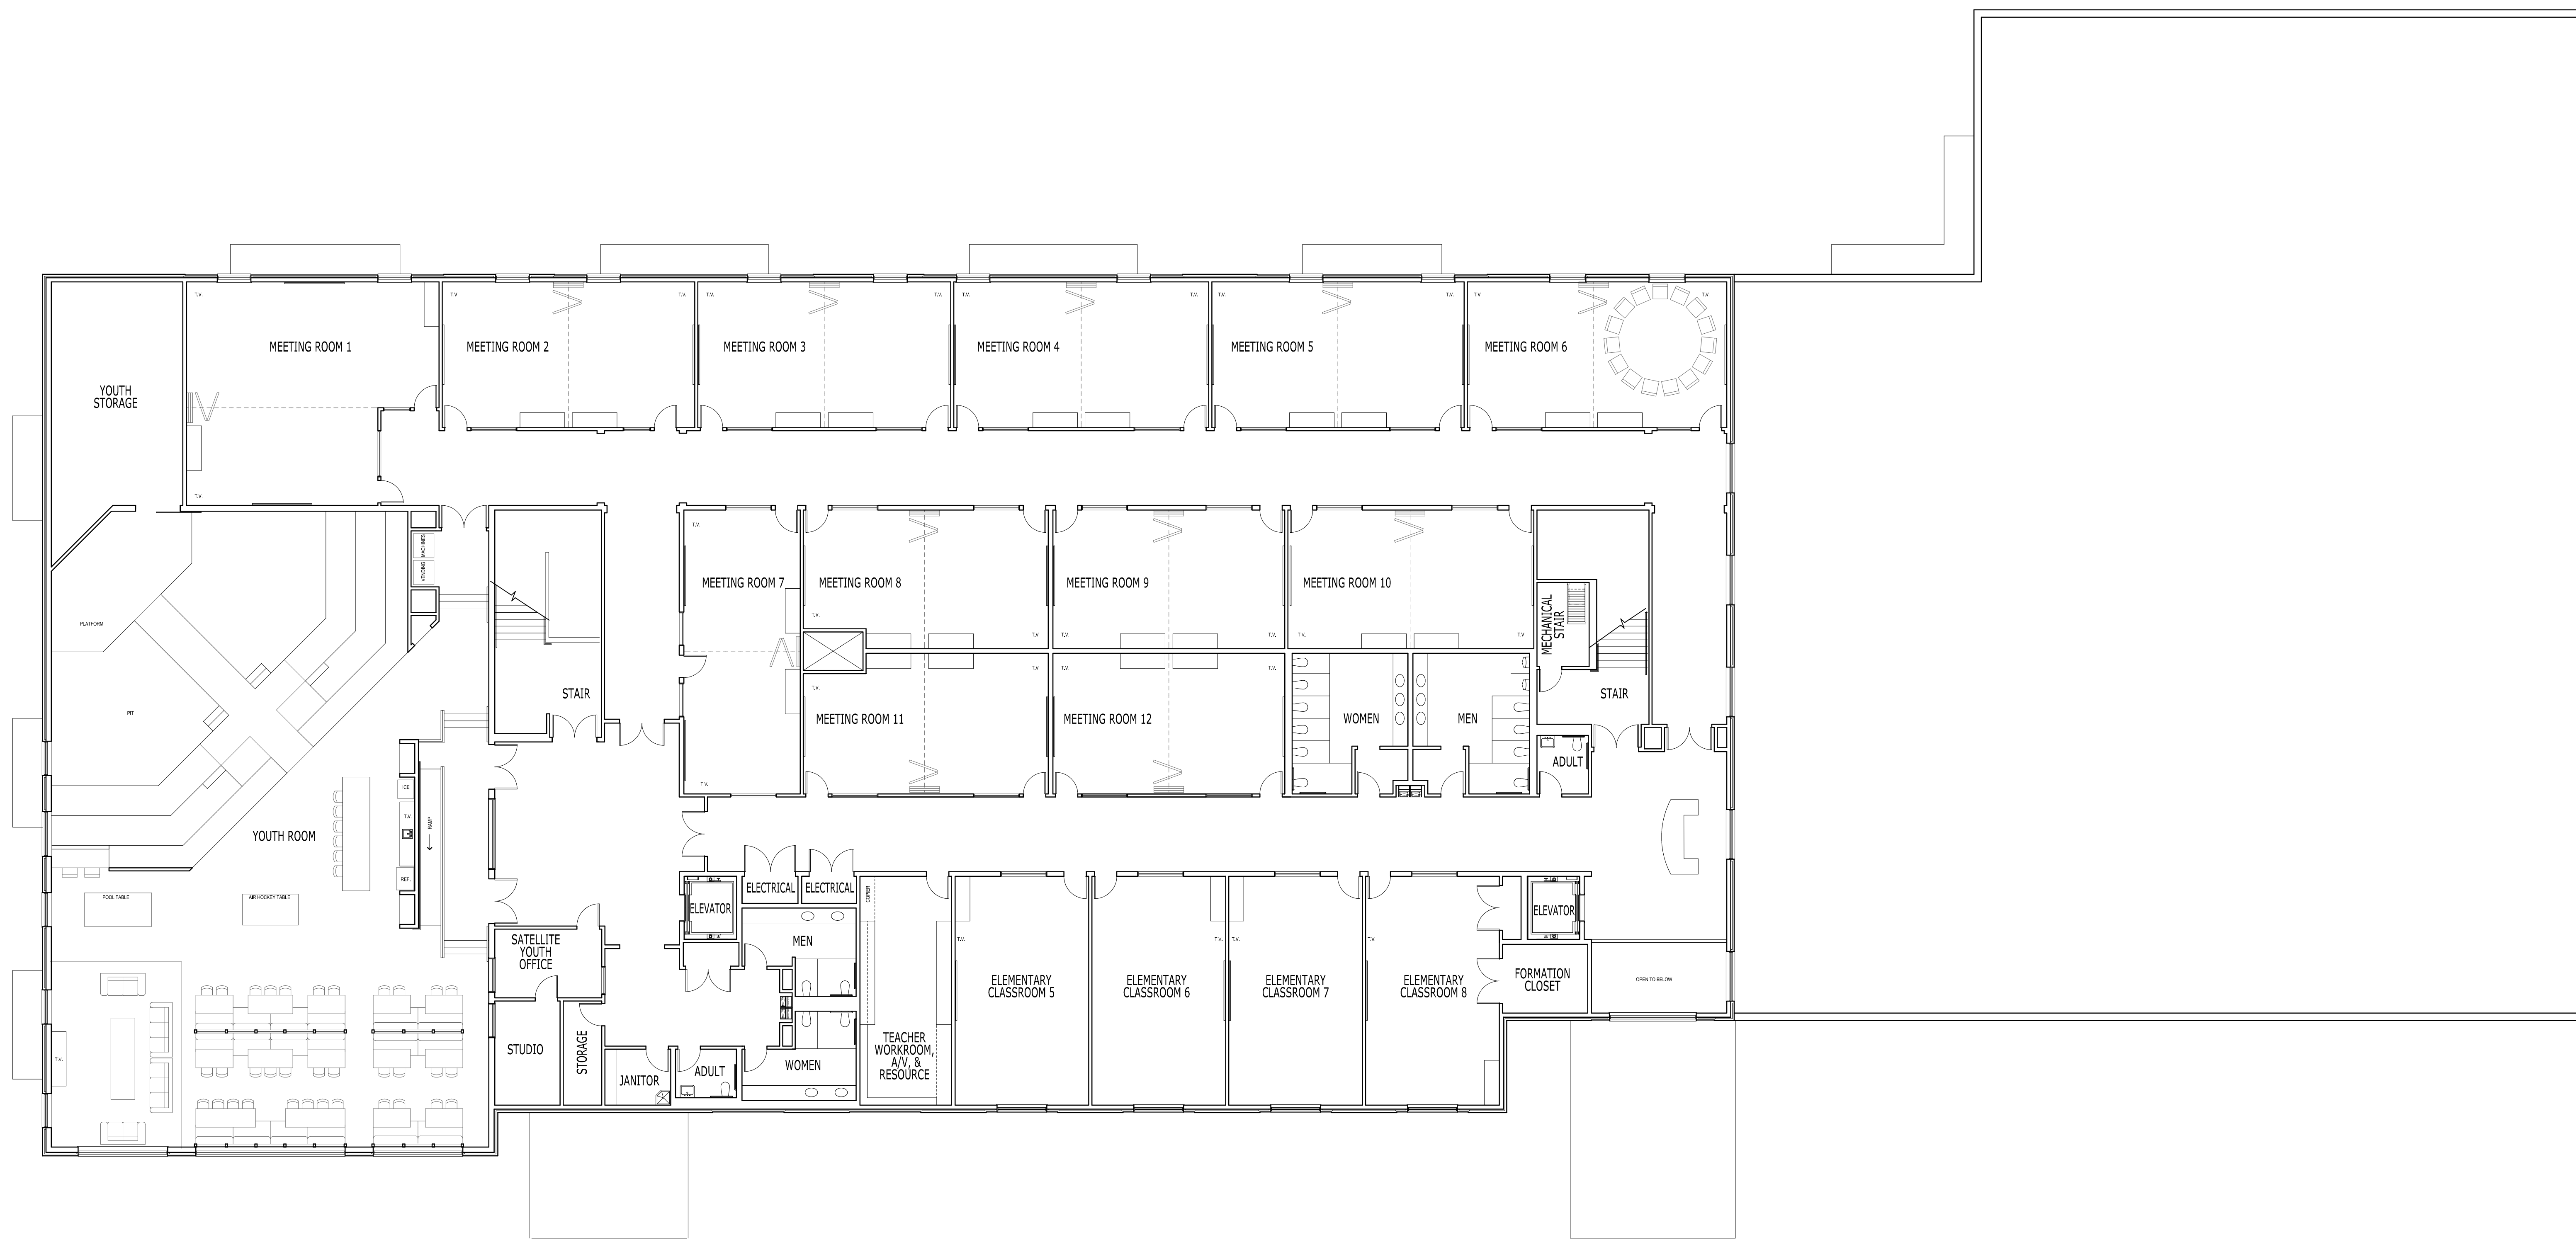 T.V.
T.V.
T.V.
T.V.
T.V.
T.V.
T.V.
T.V.
T.V.
T.V.
T.V.
MEETING ROOM 1
MEETING ROOM 2
MEETING ROOM 3
MEETING ROOM 4
MEETING ROOM 5
MEETING ROOM 6
YOUTH
STORAGE
T.V.
T.V.
MACHINES
VENDING
MEETING ROOM 7
MEETING ROOM 8
MEETING ROOM 9
MEETING ROOM 10
MECHANICAL
STAIR
T.V.
T.V.
T.V.
T.V.
T.V.
T.V.
PLATFORM
PIT
STAIR
T.V.
T.V.
T.V.
T.V.
STAIR
MEETING ROOM 11
MEETING ROOM 12
WOMEN
MEN
ADULT
T.V.
ICE
T.V.
RAMP
YOUTH ROOM
REF.
POOL TABLE
AIR HOCKEY TABLE
ELECTRICAL
ELECTRICAL
COPIER
ELEVATOR
ELEVATOR
SATELLITE
YOUTH
OFFICE
MEN
T.V.
T.V.
T.V.
T.V.
ELEMENTARY
CLASSROOM 5
ELEMENTARY
CLASSROOM 6
ELEMENTARY
CLASSROOM 7
ELEMENTARY
CLASSROOM 8
FORMATION
CLOSET
OPEN TO BELOW
T.V.
STUDIO
STORAGE
JANITOR
ADULT
WOMEN
TEACHER
WORKROOM,
A/V, &
RESOURCE